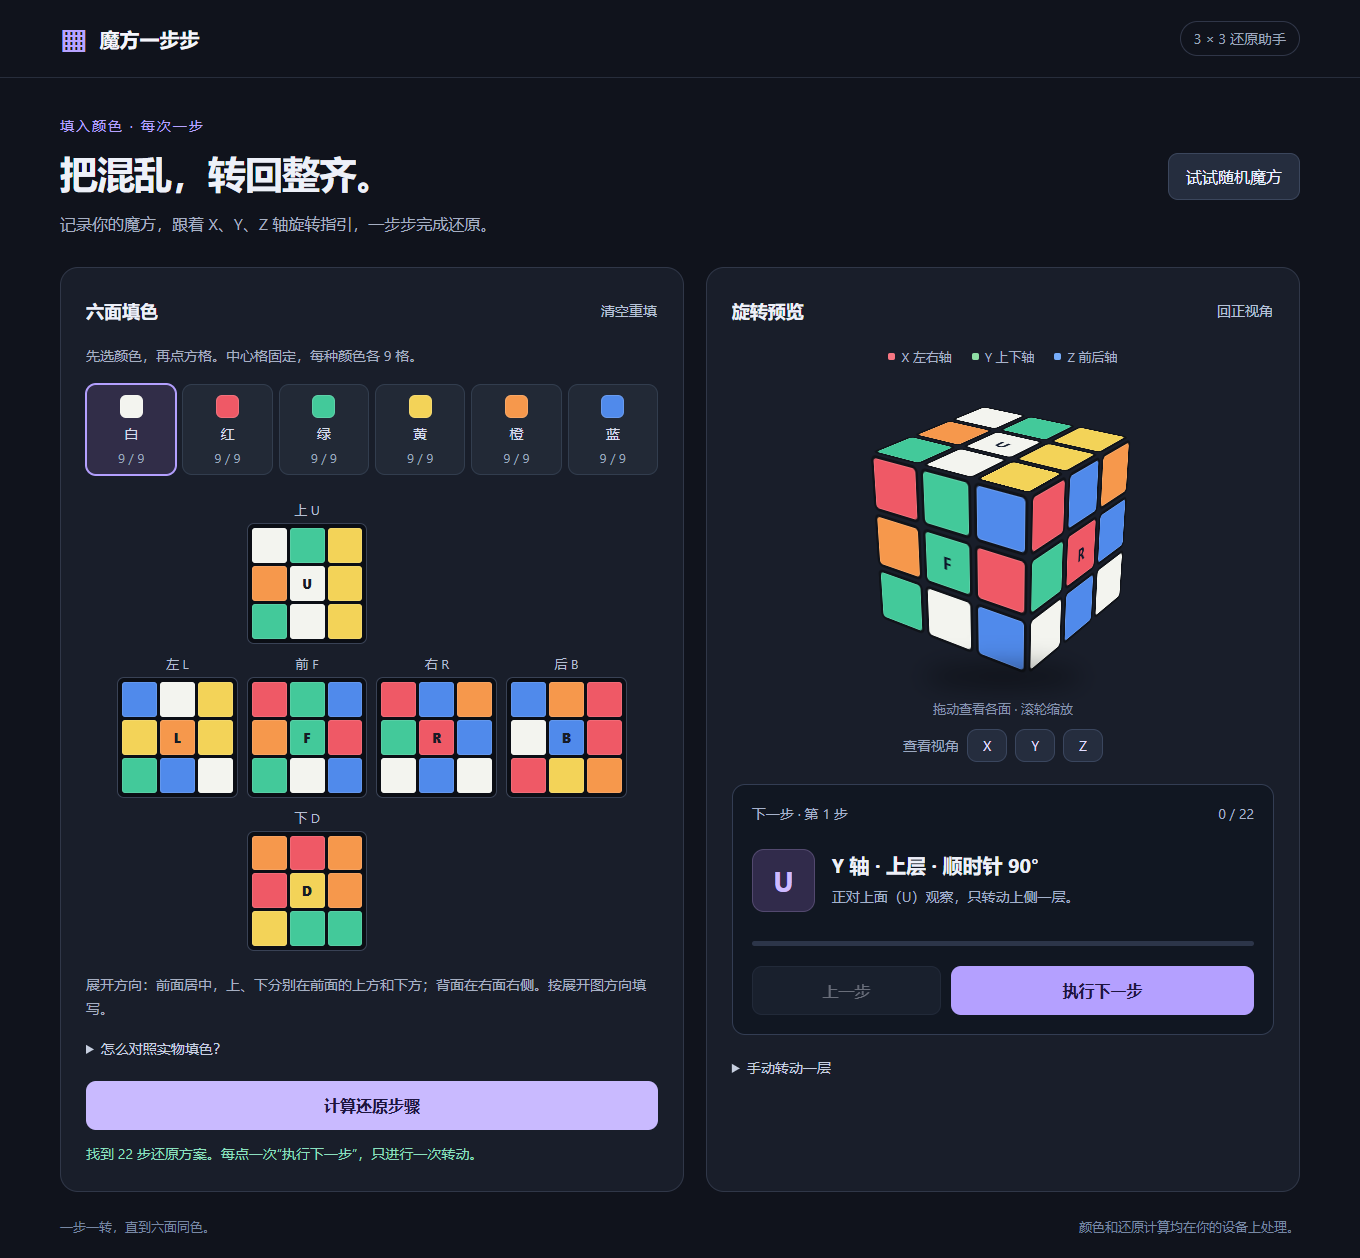 魔方一步步
3 × 3 还原助手
填入颜色 · 每次一步
把混乱，转回整齐。
试试随机魔方
记录你的魔方，跟着 X、Y、Z 轴旋转指引，一步步完成还原。
六面填色
清空重填
先选颜色，再点方格。中心格固定，每种颜色各 9 格。
白 红 绿 黄 橙 蓝
9 / 9 9 / 9 9 / 9 9 / 9 9 / 9 9 / 9
上 U
U
左 L 前 F 右 R 后 B
L F R B
下 D
D
展开方向：前面居中，上、下分别在前面的上方和下方；背面在右面右侧。按展开图方向填
写。
▶ 怎么对照实物填色？
计算还原步骤
找到 22 步还原方案。每点一次“执行下一步”，只进行一次转动。
旋转预览
回正视角
X 左右轴 Y 上下轴 Z 前后轴
U
F R
拖动查看各面 · 滚轮缩放
查看视角 X Y Z
下一步 · 第 1 步
0 / 22
U
Y 轴 · 上层 · 顺时针 90°
正对上面（U）观察，只转动上侧一层。
上一步
执行下一步
▶ 手动转动一层
一步一转，直到六面同色。
颜色和还原计算均在你的设备上处理。